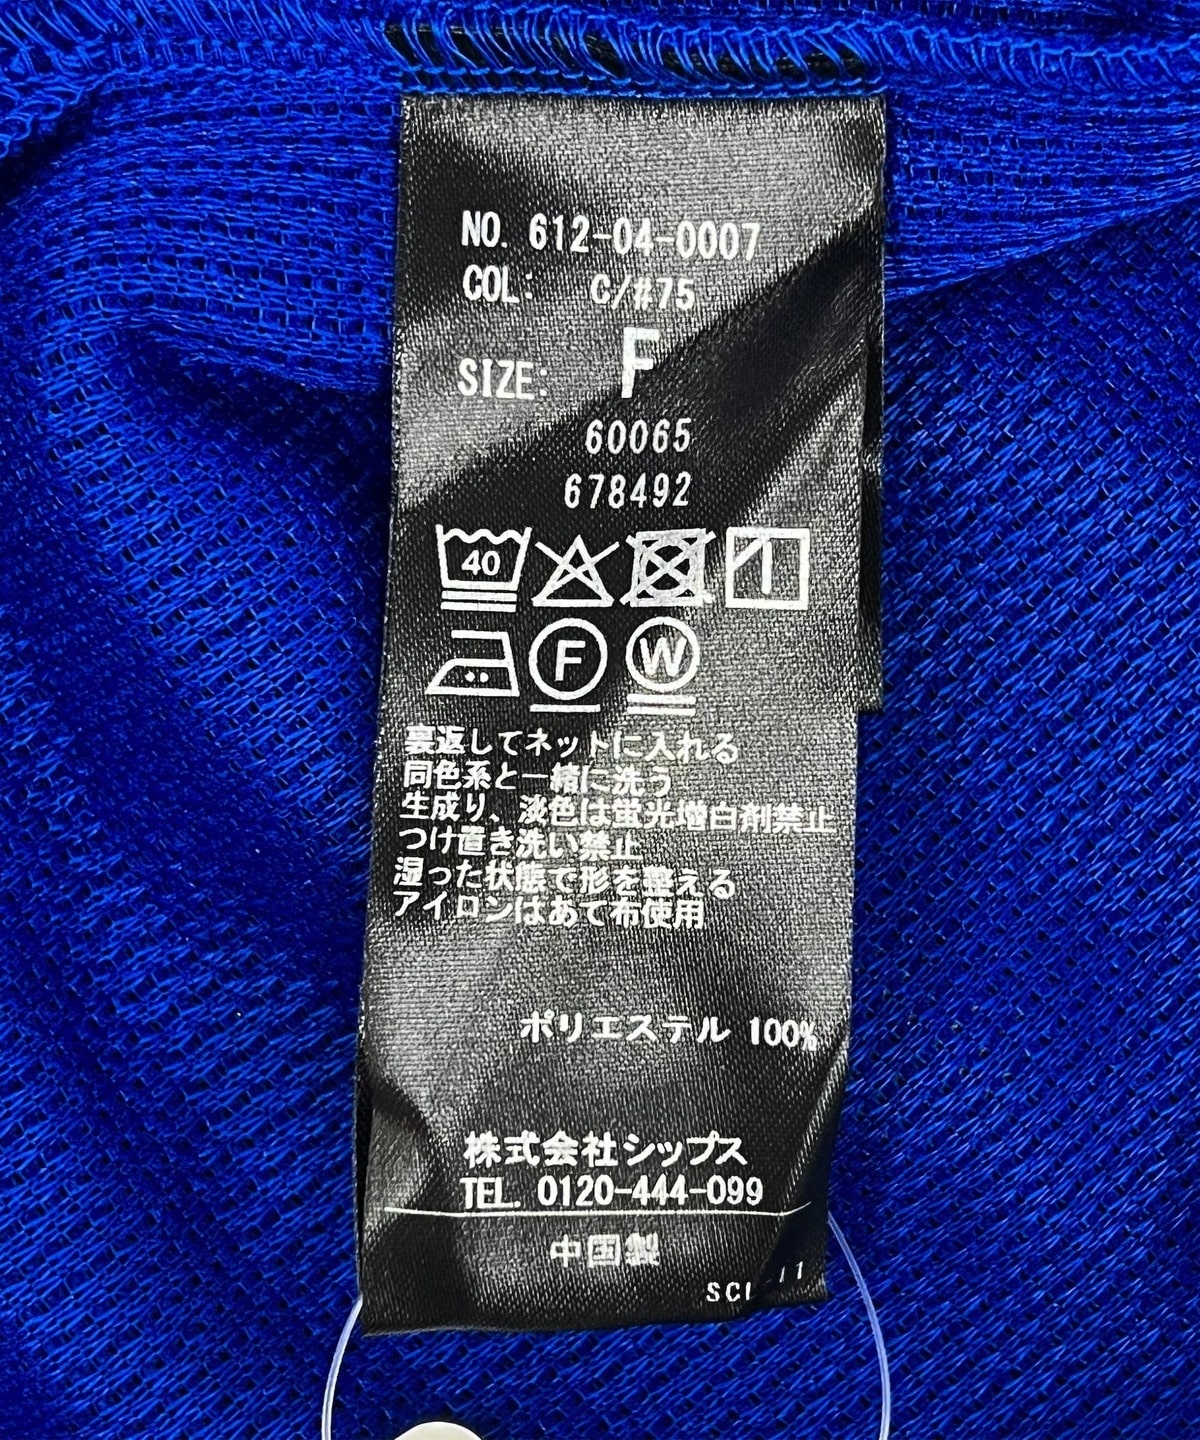 NO. 612-04-0007
COL: C/#75
SIZE: F
60065
678492
40
F W
裏返してネットに入れる
同色系と一緒に洗う
生成り、淡色は蛍光増白剤禁止
つけ置き洗い禁止
湿った状態で形を整える
アイロンはあて布使用
ポリエステル 100%
株式会社シップス
TEL. 0120-444-099
中国製